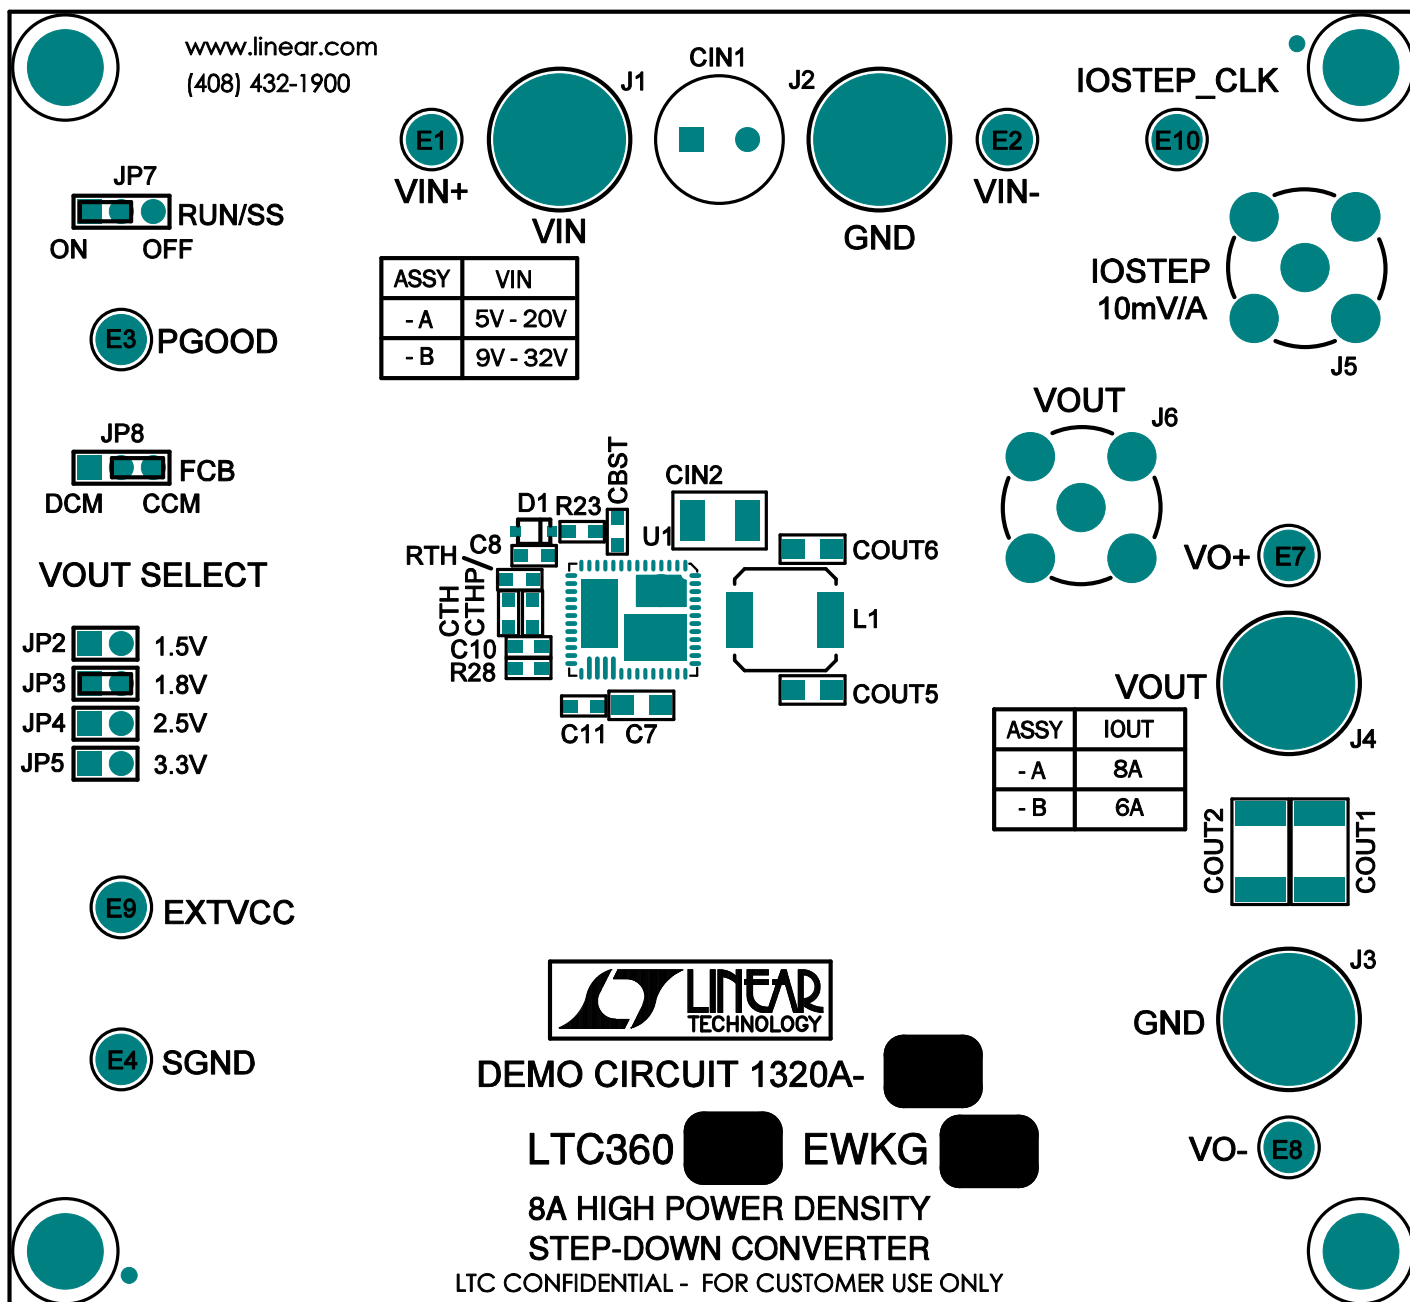 www.linear.com
(408) 432-1900
CIN1
J1
J2
IOSTEP_CLK
E1
E2
E10
VIN+
VIN
GND
VIN-
JP7
RUN/SS
ON
OFF
ASSY VIN
- A 5V - 20V
- B 9V - 32V
IOSTEP
10mV/A
J5
E3 PGOOD
VOUT
J6
JP8
FCB
DCM
CCM
D1
R23
CBST
CIN2
U1
C8
RTH
CTH
CTHP
C10
R28
C11
C7
COUT6
L1
COUT5
VO+
E7
VOUT SELECT
JP2 1.5V
JP3 1.8V
JP4 2.5V
JP5 3.3V
VOUT
J4
ASSY IOUT
- A 8A
- B 6A
COUT2
COUT1
E9 EXTVCC
J3
GND
E4 SGND
LINEAR
TECHNOLOGY
DEMO CIRCUIT 1320A-
LTC360 EWKG
VO-
E8
8A HIGH POWER DENSITY
STEP-DOWN CONVERTER
LTC CONFIDENTIAL - FOR CUSTOMER USE ONLY